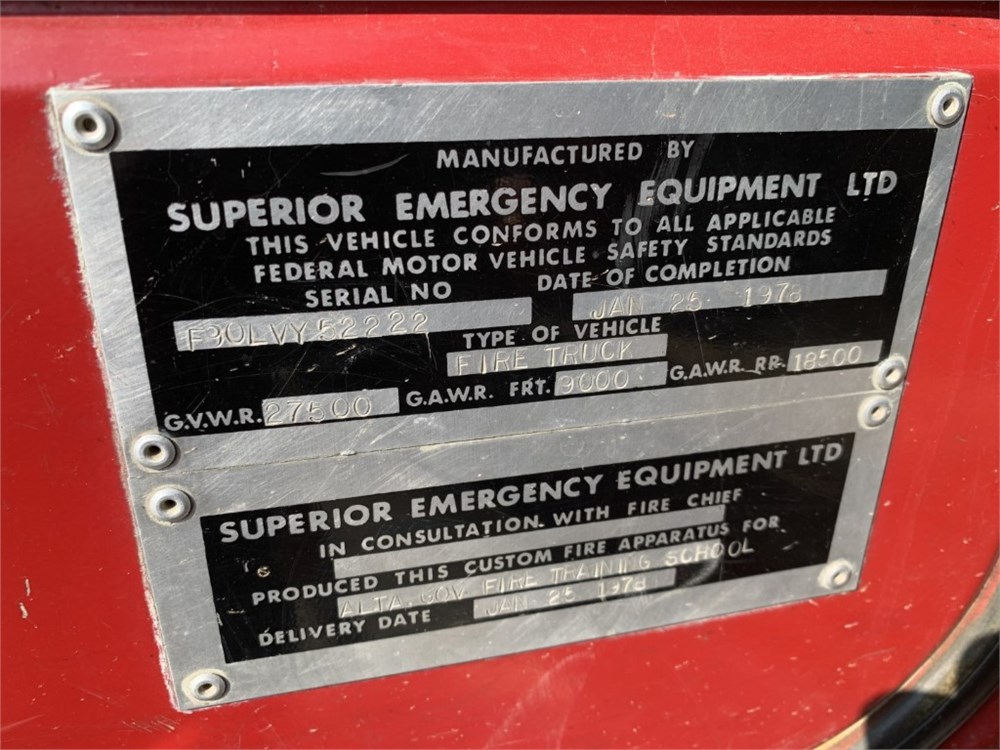 MANUFACTURED BY
SUPERIOR EMERGENCY EQUIPMENT LTD
THIS VEHICLE CONFORMS TO ALL APPLICABLE
FEDERAL MOTOR VEHICLE SAFETY STANDARDS
SERIAL NO DATE OF COMPLETION
F30LVY52222 JAN 25 1978
TYPE OF VEHICLE
FIRE TRUCK
G.V.W.R. 27500 G.A.W.R. FRT. 9000 G.A.W.R. RR. 18500
SUPERIOR EMERGENCY EQUIPMENT LTD
IN CONSULTATION WITH FIRE CHIEF
PRODUCED THIS CUSTOM FIRE APPARATUS FOR
ALTA. GOV FIRE TRAINING SCHOOL
DELIVERY DATE JAN 25 1978